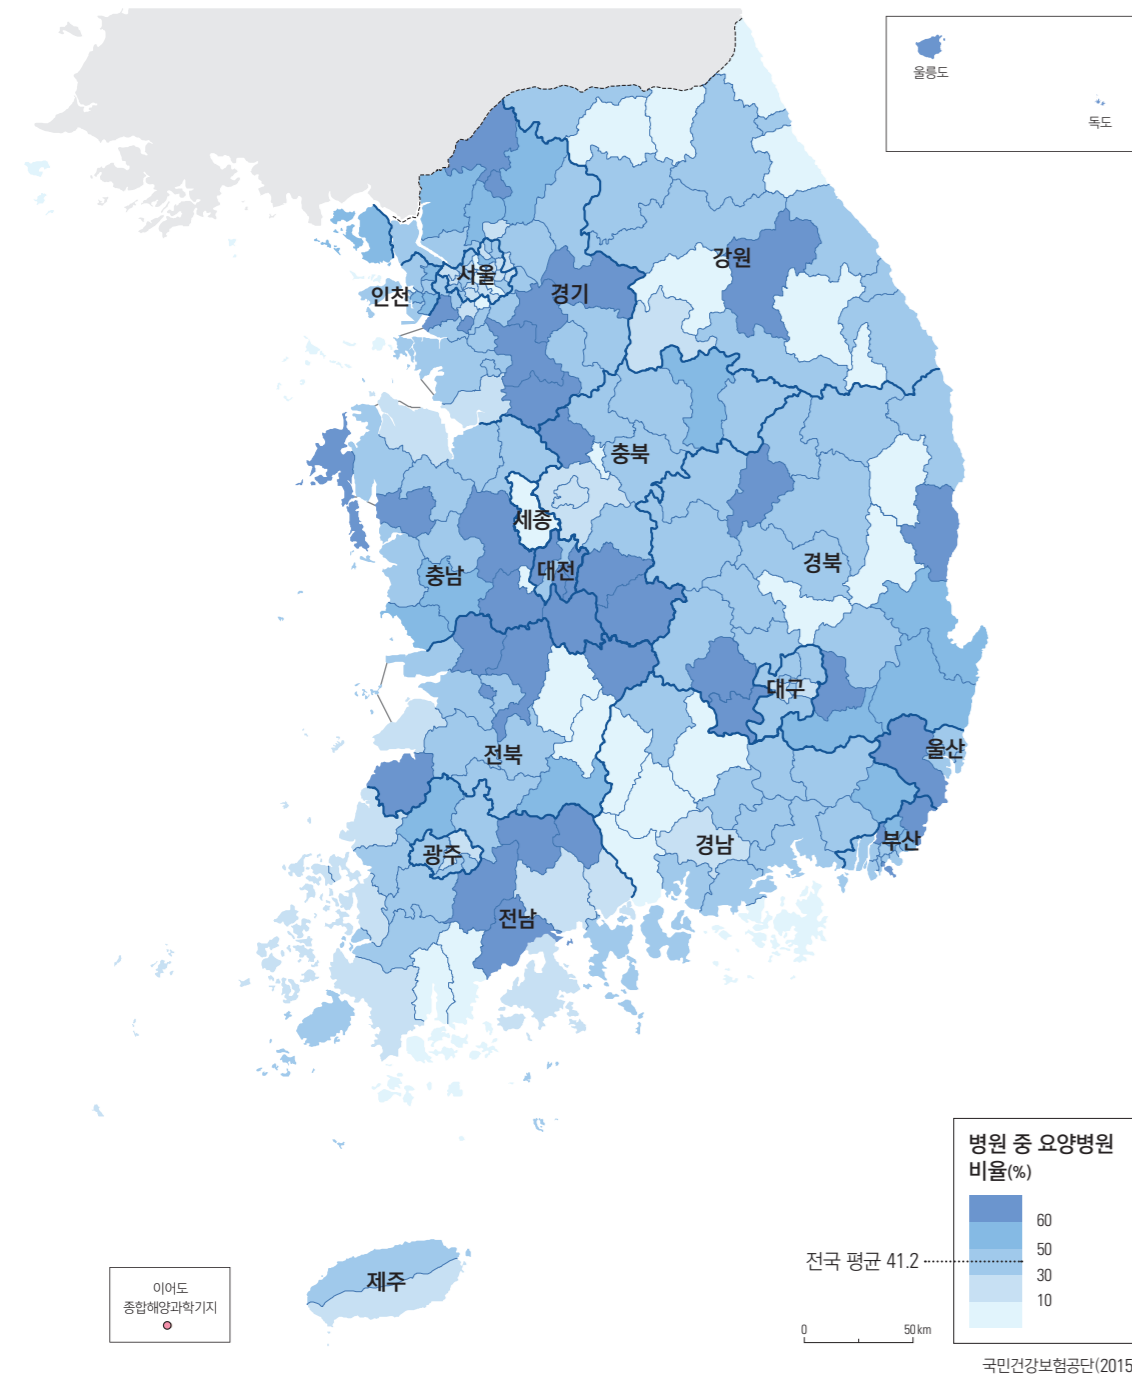 울릉도
독도
강원
서울
경기
인천
충북
세종
대전
충남
경북
대구
전북
울산
경남
부산
광주
전남
제주
이어도
종합해양과학기지
병원 중 요양병원
비율(%)
60
50
전국 평균 41.2
30
10
0 50 km
국민건강보험공단(2015